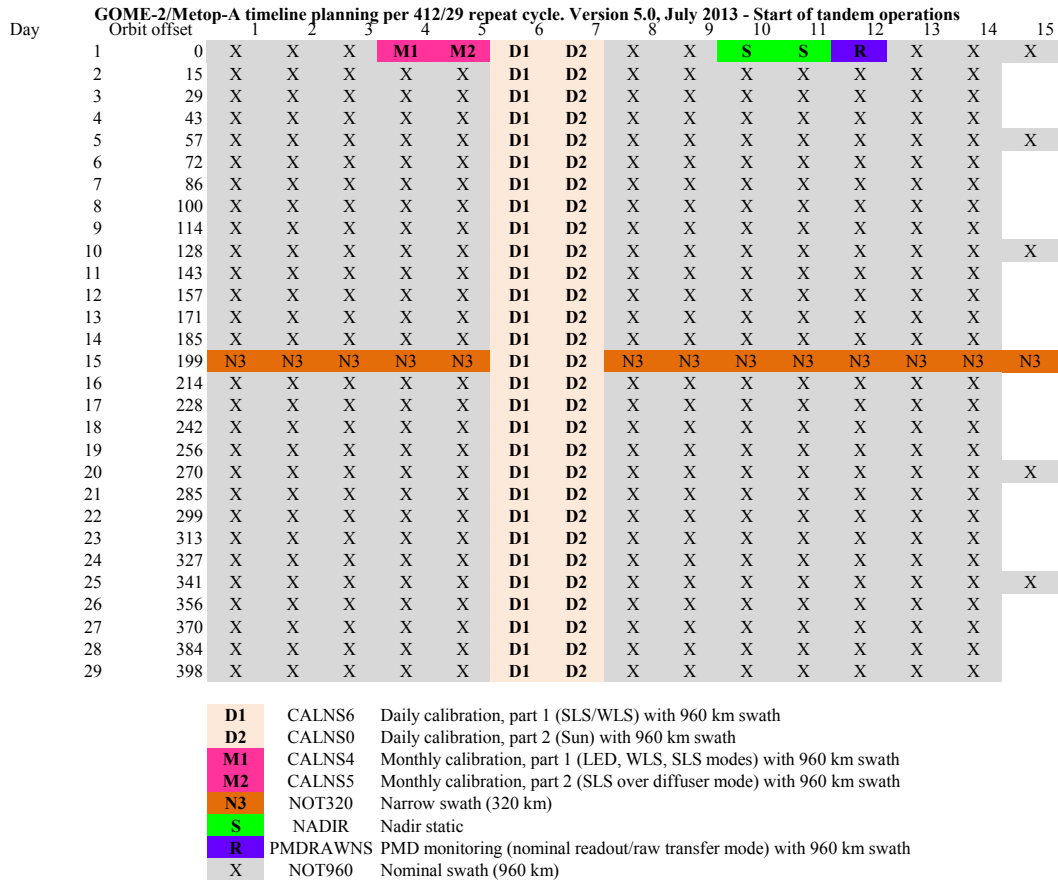 GOME-2/Metop-A timeline planning per 412/29 repeat cycle. Version 5.0, July 2013 - Start of tandem operations
Day Orbit offset 1 2 3 4 5 6 7 8 9 10 11 12 13 14 15
1 0 X X X M1 M2 D1 D2 X X S S R X X X
2 15 X X X X X D1 D2 X X X X X X X
3 29 X X X X X D1 D2 X X X X X X X
4 43 X X X X X D1 D2 X X X X X X X
5 57 X X X X X D1 D2 X X X X X X X X
6 72 X X X X X D1 D2 X X X X X X X
7 86 X X X X X D1 D2 X X X X X X X
8 100 X X X X X D1 D2 X X X X X X X
9 114 X X X X X D1 D2 X X X X X X X
10 128 X X X X X D1 D2 X X X X X X X X
11 143 X X X X X D1 D2 X X X X X X X
12 157 X X X X X D1 D2 X X X X X X X
13 171 X X X X X D1 D2 X X X X X X X
14 185 X X X X X D1 D2 X X X X X X X
15 199 N3 N3 N3 N3 N3 D1 D2 N3 N3 N3 N3 N3 N3 N3 N3
16 214 X X X X X D1 D2 X X X X X X X
17 228 X X X X X D1 D2 X X X X X X X
18 242 X X X X X D1 D2 X X X X X X X
19 256 X X X X X D1 D2 X X X X X X X
20 270 X X X X X D1 D2 X X X X X X X X
21 285 X X X X X D1 D2 X X X X X X X
22 299 X X X X X D1 D2 X X X X X X X
23 313 X X X X X D1 D2 X X X X X X X
24 327 X X X X X D1 D2 X X X X X X X
25 341 X X X X X D1 D2 X X X X X X X X
26 356 X X X X X D1 D2 X X X X X X X
27 370 X X X X X D1 D2 X X X X X X X
28 384 X X X X X D1 D2 X X X X X X X
29 398 X X X X X D1 D2 X X X X X X X
D1 CALNS6 Daily calibration, part 1 (SLS/WLS) with 960 km swath
D2 CALNS0 Daily calibration, part 2 (Sun) with 960 km swath
M1 CALNS4 Monthly calibration, part 1 (LED, WLS, SLS modes) with 960 km swath
M2 CALNS5 Monthly calibration, part 2 (SLS over diffuser mode) with 960 km swath
N3 NOT320 Narrow swath (320 km)
S NADIR Nadir static
R PMDRAWNS PMD monitoring (nominal readout/raw transfer mode) with 960 km swath
X NOT960 Nominal swath (960 km)